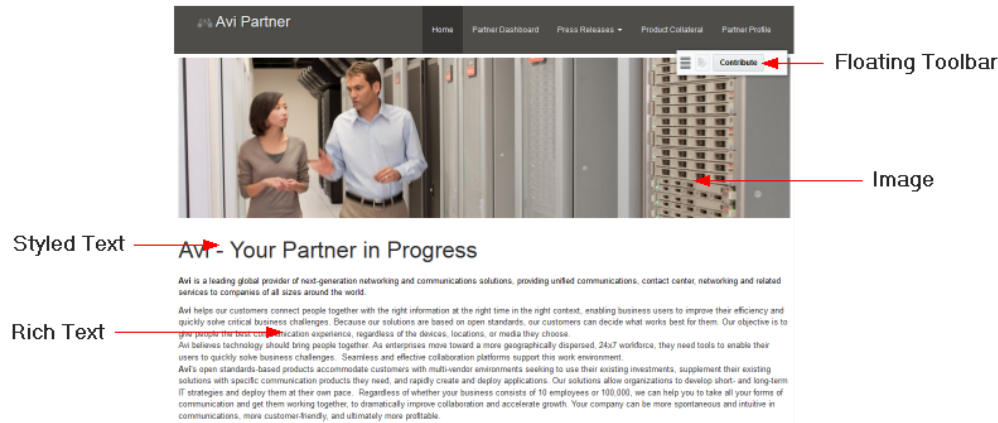 Avi Partner
Home Partner Dashboard Press Releases Product Collateral Partner Profile
Contribute
Floating Toolbar
Image
Styled Text
Avi - Your Partner in Progress
Avi is a leading global provider of next-generation networking and communications solutions, providing unified communications, contact center, networking and related
services to companies of all sizes around the world.
Avi helps our customers connect people together with the right information at the right time in the right context, enabling business users to improve their efficiency and
quickly solve critical business challenges. Because our solutions are based on open standards, our customers can decide what works best for them. Our objective is to
Rich Text
give people the best communication experience, regardless of the devices, locations, or media they choose.
Avi believes technology should bring people together. As enterprises move toward a more geographically dispersed, 24x7 workforce, they need tools to enable their
users to quickly solve business challenges. Seamless and effective collaboration platforms support this work environment.
Avi's open standards-based products accommodate customers with multi-vendor environments seeking to use their existing investments, supplement their existing
solutions with specific communication products they need, and rapidly create and deploy applications. Our solutions allow organizations to develop short- and long-term
IT strategies and deploy them at their own pace. Regardless of whether your business consists of 10 employees or 100,000, we can help you to take all your forms of
communication and get them working together, to dramatically improve collaboration and accelerate growth. Your company can be more spontaneous and intuitive in
communications, more customer-friendly, and ultimately more profitable.